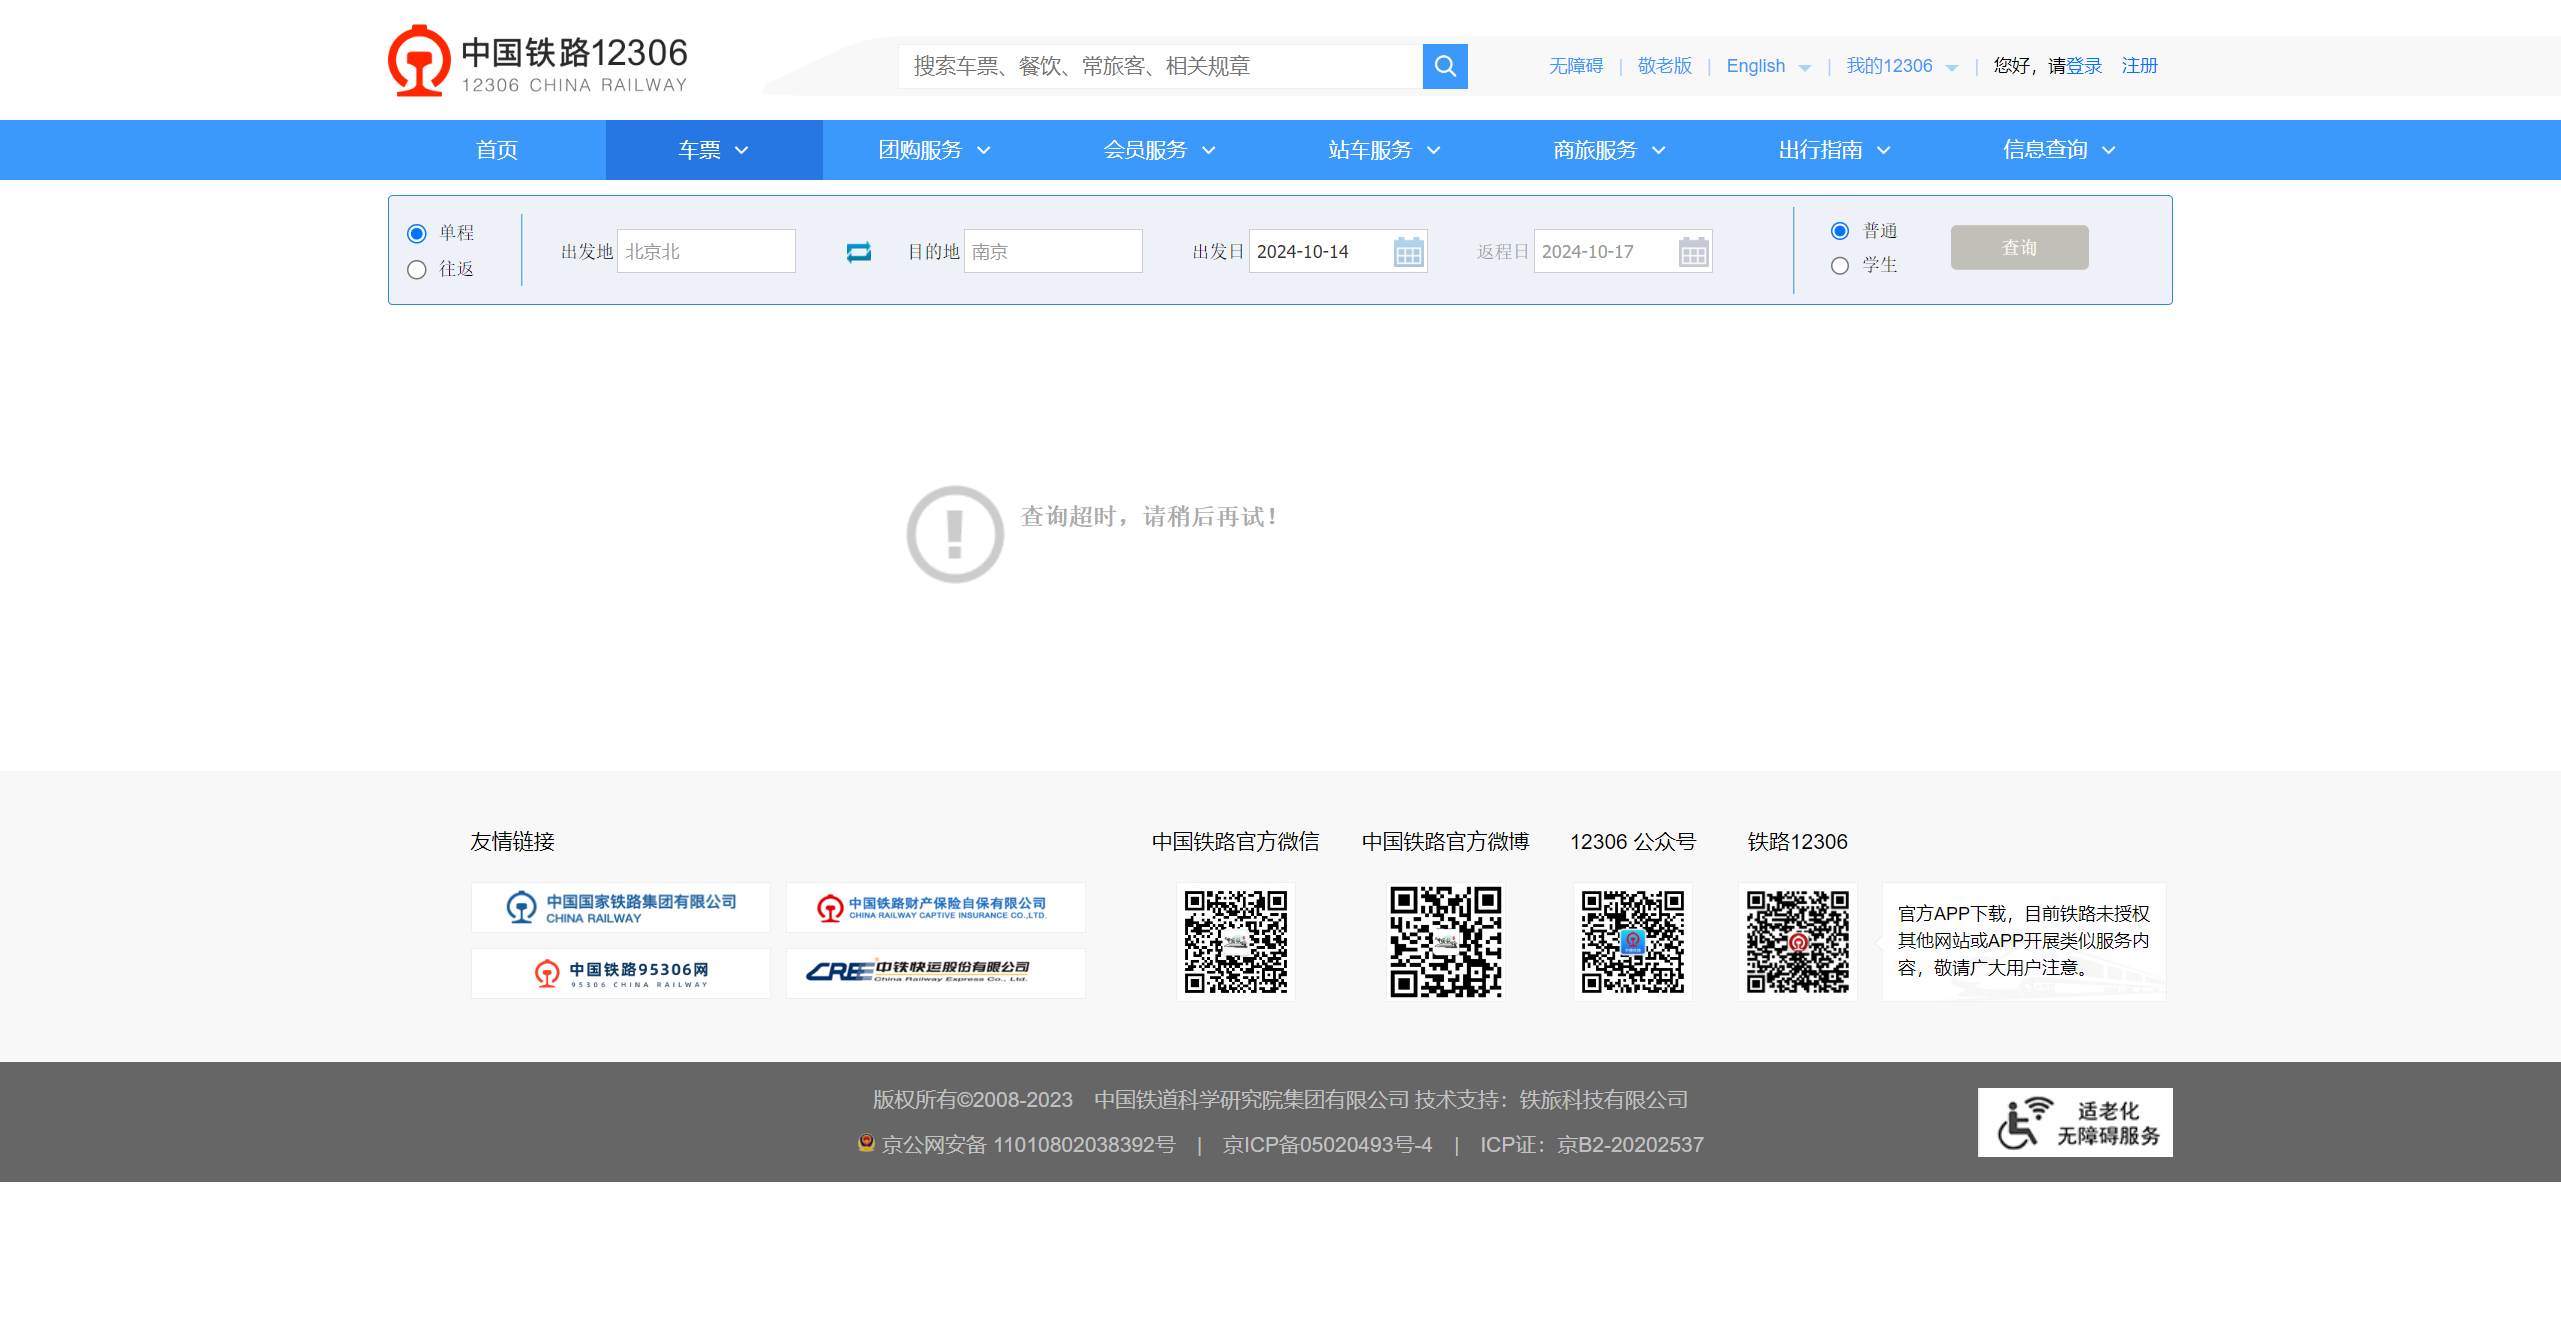 中国铁路12306
12306 CHINA RAILWAY
搜索车票、餐饮、常旅客、相关规章
无障碍 | 敬老版 | English | 我的12306 | 您好，请登录 注册
首页 车票 团购服务 会员服务 站车服务 商旅服务 出行指南 信息查询
单程
往返
出发地 北京北 目的地 南京 出发日 2024-10-14 返程日 2024-10-17
普通
学生
查询
查询超时，请稍后再试！
友情链接
中国国家铁路集团有限公司
CHINA RAILWAY
中国铁路财产保险自保有限公司
CHINA RAILWAY CAPTIVE INSURANCE CO.,LTD.
中国铁路95306网
95306 CHINA RAILWAY
CREE 中铁快运股份有限公司
China Railway Express Co., Ltd.
中国铁路官方微信 中国铁路官方微博 12306 公众号 铁路12306
官方APP下载，目前铁路未授权
其他网站或APP开展类似服务内
容，敬请广大用户注意。
版权所有©2008-2023 中国铁道科学研究院集团有限公司 技术支持：铁旅科技有限公司
京公网安备 11010802038392号 | 京ICP备05020493号-4 | ICP证：京B2-20202537
适老化
无障碍服务